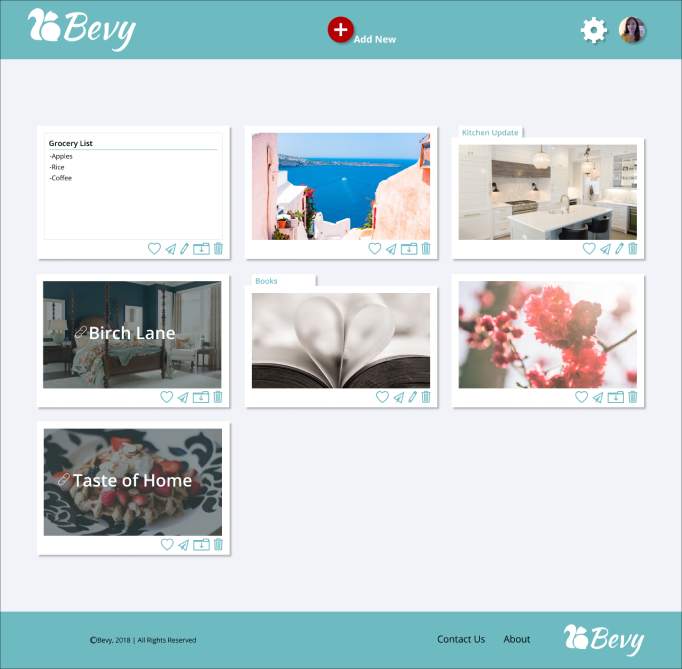 Bevy
Add New
Grocery List
-Apples
-Rice
-Coffee
Kitchen Update
Birch Lane
Books
Taste of Home
©Bevy, 2018 | All Rights Reserved
Contact Us
About
Bevy